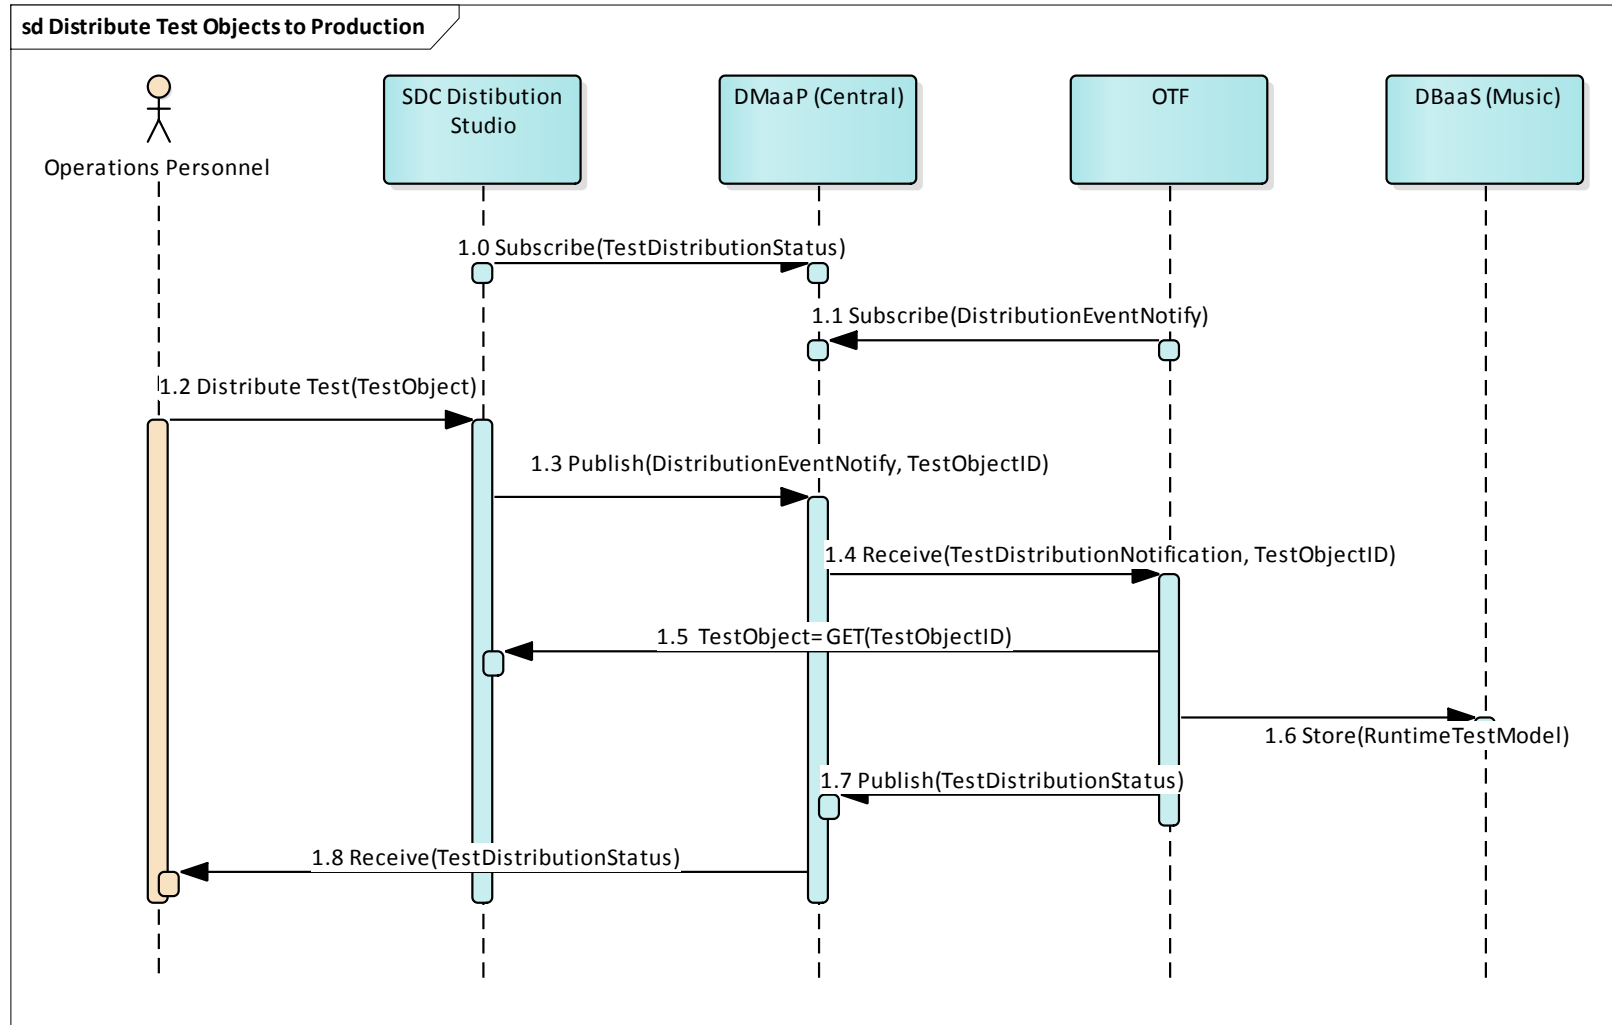 sd Distribute Test Objects to Production
Operations Personnel
SDC Distibution
Studio
DMaaP (Central)
OTF
DBaaS (Music)
1.0 Subscribe(TestDistributionStatus)
1.1 Subscribe(DistributionEventNotify)
1.2 Distribute Test(TestObject)
1.3 Publish(DistributionEventNotify, TestObjectID)
1.4 Receive(TestDistributionNotification, TestObjectID)
1.5 TestObject=GET(TestObjectID)
1.6 Store(RuntimeTestModel)
1.7 Publish(TestDistributionStatus)
1.8 Receive(TestDistributionStatus)